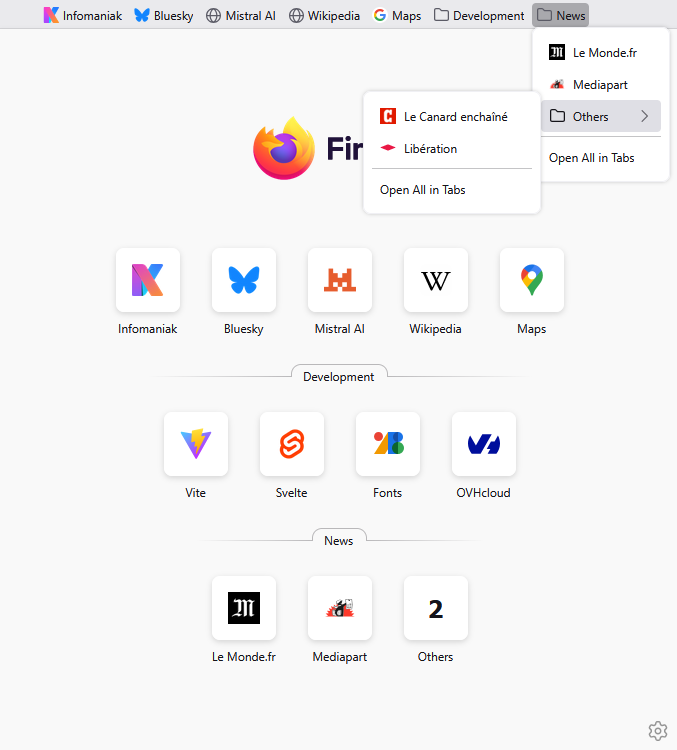 Infomaniak Bluesky Mistral AI Wikipedia Maps Development News
Le Monde.fr
Mediapart
Others
Open All in Tabs
Le Canard enchaîné
Libération
Open All in Tabs
Fir
Infomaniak Bluesky Mistral AI Wikipedia Maps
Development
Vite Svelte Fonts OVHcloud
News
2
Le Monde.fr Mediapart Others